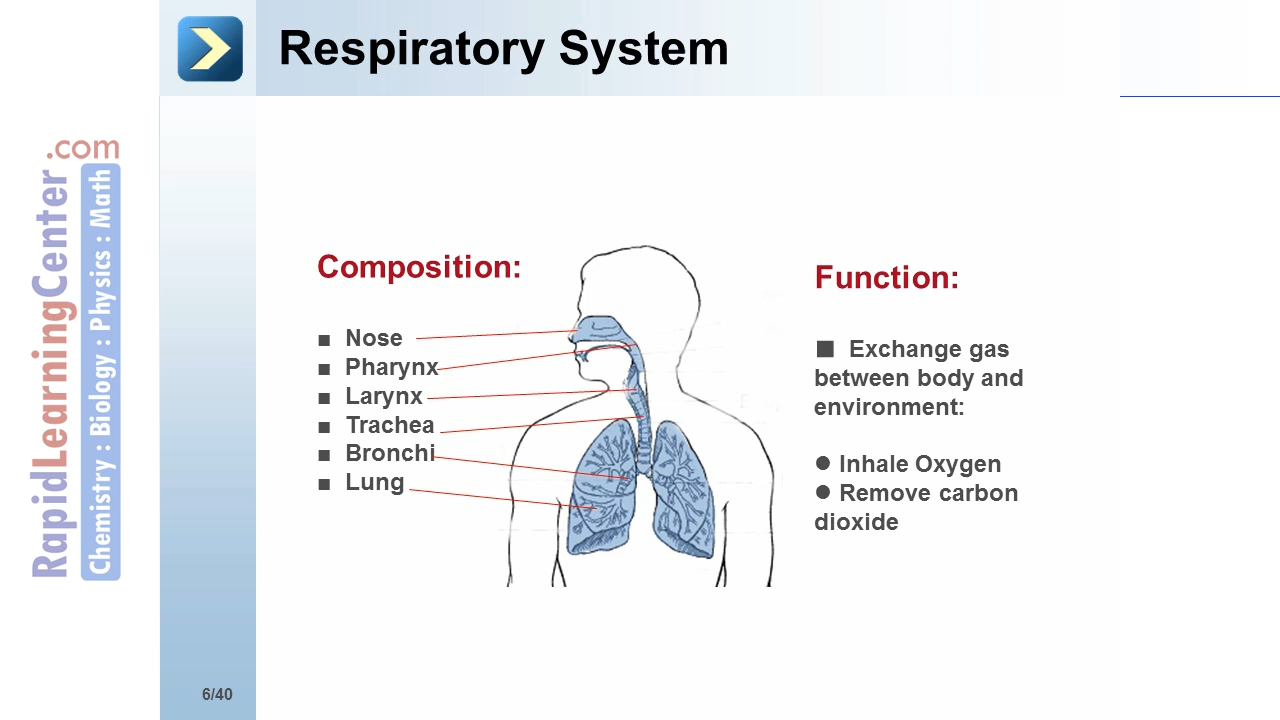 Respiratory System
.com
RapidLearningCenter
Chemistry : Biology : Physics : Math
Composition:
■ Nose
■ Pharynx
■ Larynx
■ Trachea
■ Bronchi
■ Lung
Function:
■ Exchange gas
between body and
environment:
● Inhale Oxygen
● Remove carbon
dioxide
6/40